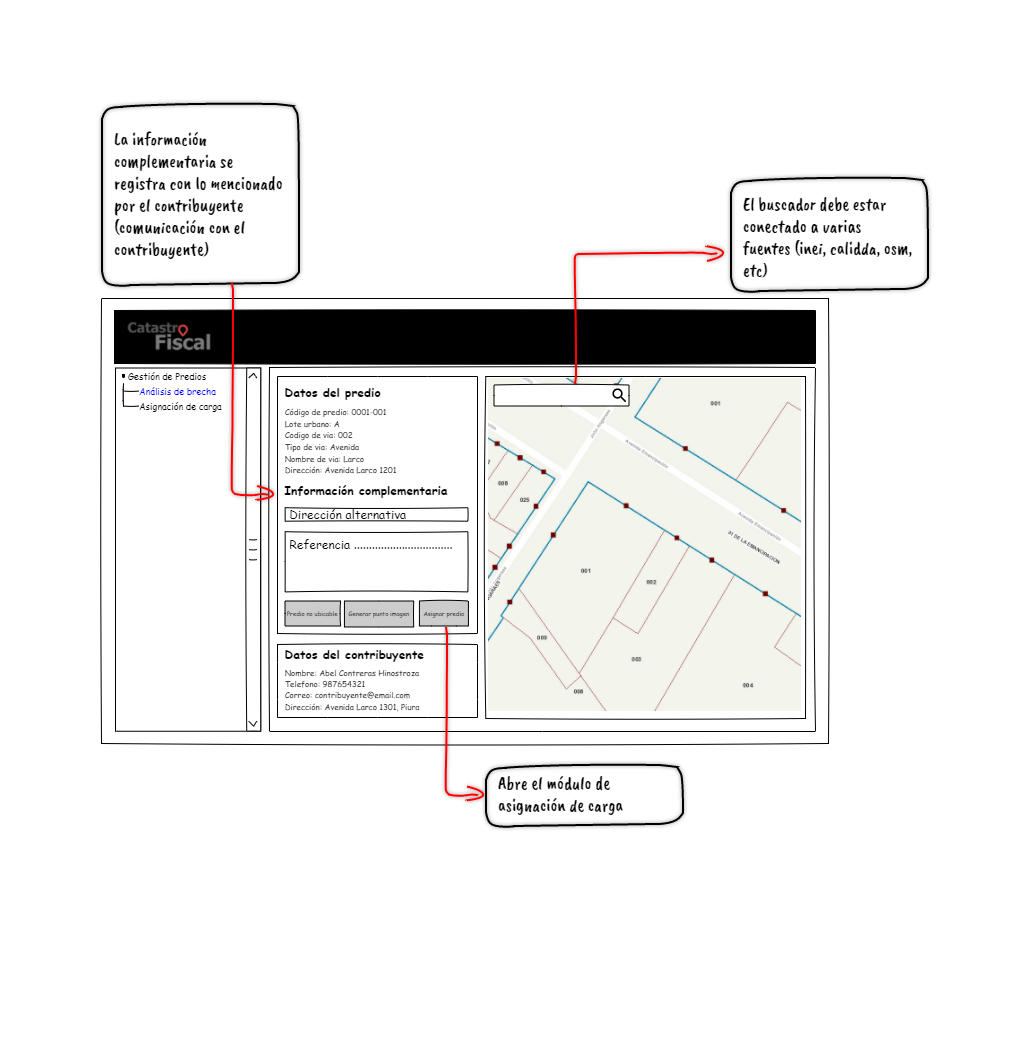 La información
complementaria se
registra con lo mencionado
por el contribuyente
(comunicación con el
contribuyente)
El buscador debe estar
conectado a varias
fuentes (inei, calidda, osm,
etc)
Catastro
Fiscal
Gestión de Predios
Análisis de brecha
Asignación de carga
Datos del predio
Código de predio: 0001-001
Lote urbano: A
Codigo de via: 002
Tipo de via: Avenida
Nombre de via: Larco
Dirección: Avenida Larco 1201
Información complementaria
Dirección alternativa
Referencia .................................
Predio no ubicable
Generar punto imagen
Asignar predio
Datos del contribuyente
Nombre: Abel Contreras Hinostroza
Telefono: 987654321
Correo: contribuyente@email.com
Dirección: Avenida Larco 1301, Piura
001
Avenida Emancipación
Avenida Emancipación
31 DE LA EMANCIPACION
008
025
001
002
009
003
008
004
Abre el módulo de
asignación de carga